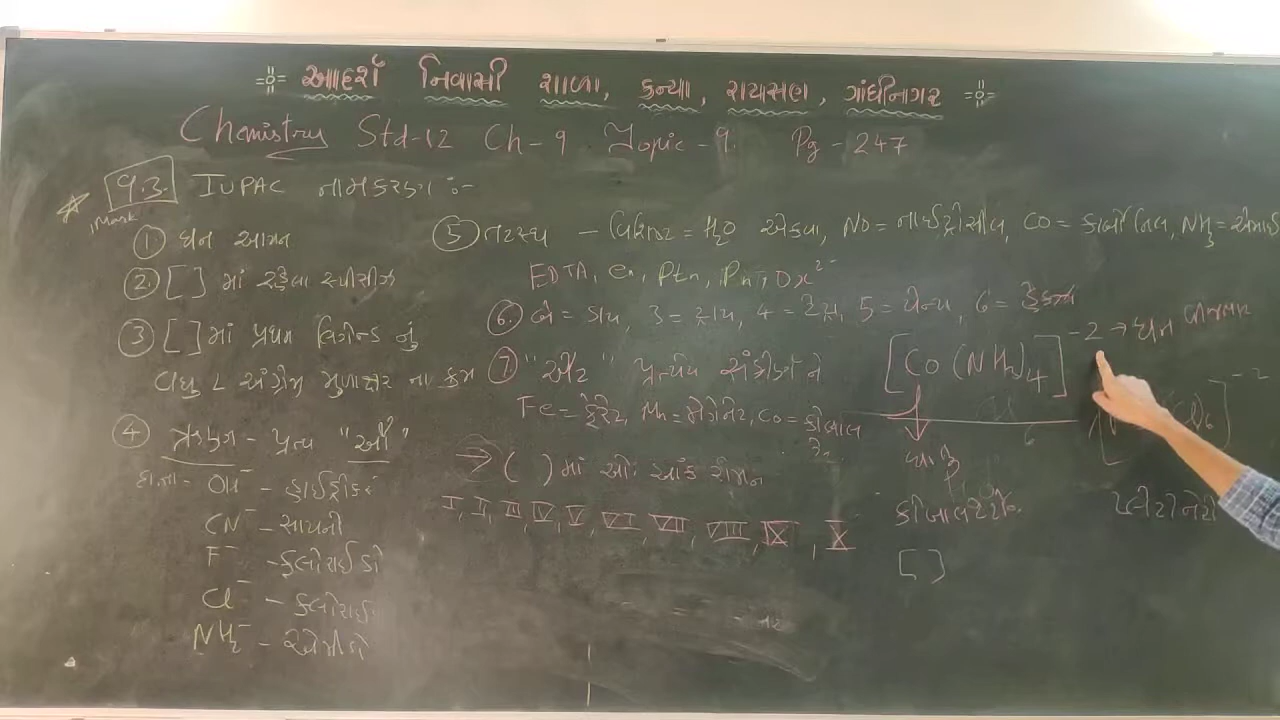 આદર્શ નિવાસી શાળા, કન્યા, રાયસણ, ગાંધીનગર
Chemistry Std-12 Ch-9 Topic-9. Pg-247
9.3. IUPAC નામકરણ :-
1 Mark
① ધન આયન
② [ ] માં રહેલા સ્પીસીઝ
③ [ ] માં પ્રથમ લિગેન્ડ નું
અંગ્રેજી મુળાક્ષર ના ક્રમ
④ ઋણ - પ્રત્યય "ઓ"
દા.ત. OH⁻ - હાઈડ્રોક્સો
CN⁻ - સાયનો
F⁻ - ફ્લોરાઈડો
Cl⁻ - ક્લોરાઈડો
NH₂⁻ - એમીડો
⑤ તટસ્થ - લિગેન્ડ = H₂O એક્વા, NO = નાઈટ્રોસીલ, CO = કાર્બોનિલ, NH₃ = એમાઈ
EDTA, en, Ptn, Pn, Ox²⁻
⑥ બે = ડાય, 3 = ટ્રાય, 4 = ટેટ્રા, 5 = પેન્ટા, 6 = હેક્ઝા
⑦ "એટ" પ્રત્યય સંકીર્ણ ને
Fe = ફેરેટ, Mn = મેંગેનેટ, Co = કોબાલ
ટેટ
→ ( ) માં ઓ. આંક રોમન
I, II, III, IV, V, VI, VII, VIII, IX, X
[Co (NH₃)₄]⁻² → ધન
ધાતુ
કોબાલ્ટેટ
[ ]
⁻²